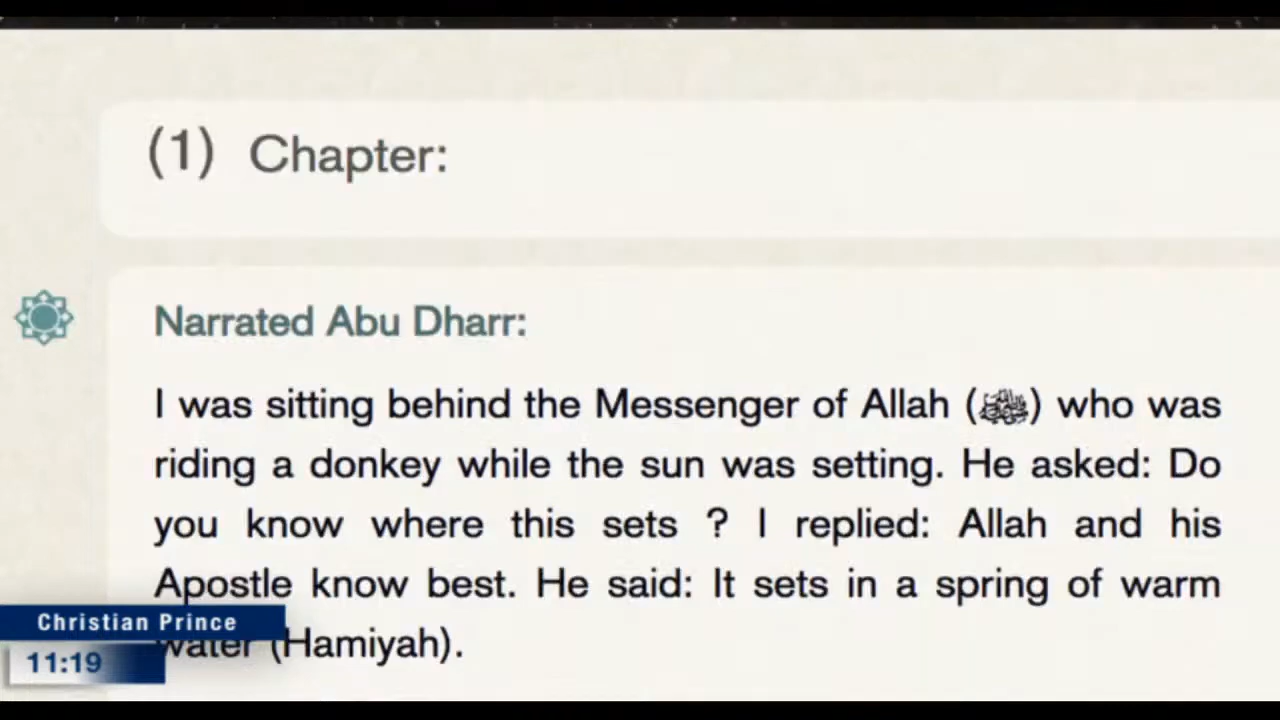 (1) Chapter:
Narrated Abu Dharr:
I was sitting behind the Messenger of Allah (ﷺ) who was
riding a donkey while the sun was setting. He asked: Do
you know where this sets ? I replied: Allah and his
Apostle know best. He said: It sets in a spring of warm
water (Hamiyah).
Christian Prince
11:19